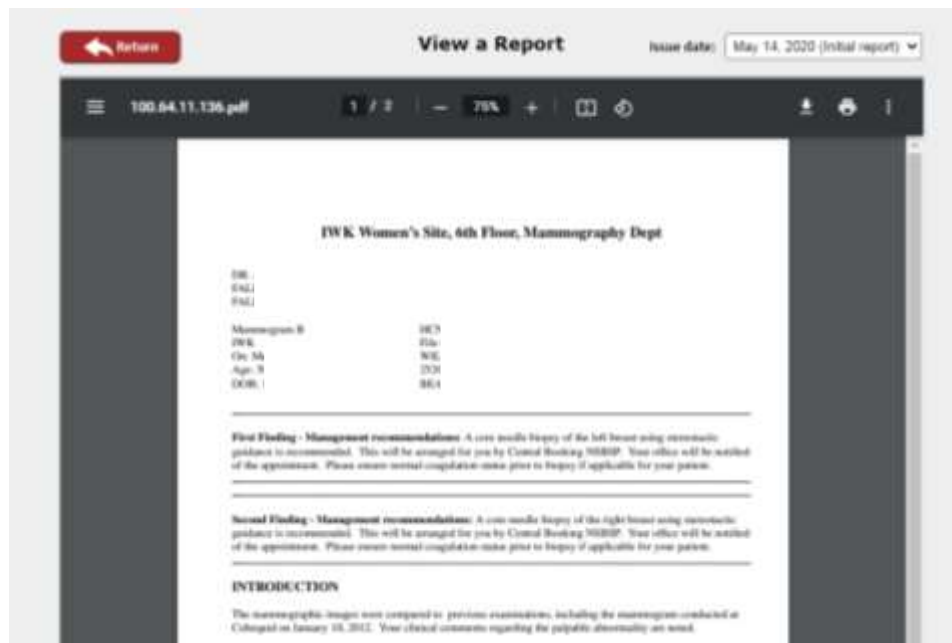 Return
View a Report
Issue date: May 14, 2020 (Initial report)
100.64.11.136.pdf
1 / 2
75%
IWK Women's Site, 6th Floor, Mammography Dept
DR.
Mammogram R
IWK
Age:
DOB:
First Finding - Management recommendations: A core needle biopsy of the left breast using stereotactic
guidance is recommended. This will be arranged for you by Central Booking NSBSP. Your office will be notified
of the appointment. Please ensure normal coagulation status prior to biopsy if applicable for your patient.
Second Finding - Management recommendations: A core needle biopsy of the right breast using stereotactic
guidance is recommended. This will be arranged for you by Central Booking NSBSP. Your office will be notified
of the appointment. Please ensure normal coagulation status prior to biopsy if applicable for your patient.
INTRODUCTION
The mammographic images were compared to previous examinations, including the mammogram conducted at
Cobequid on January 10, 2012. Your clinical comments regarding the palpable abnormality are noted.